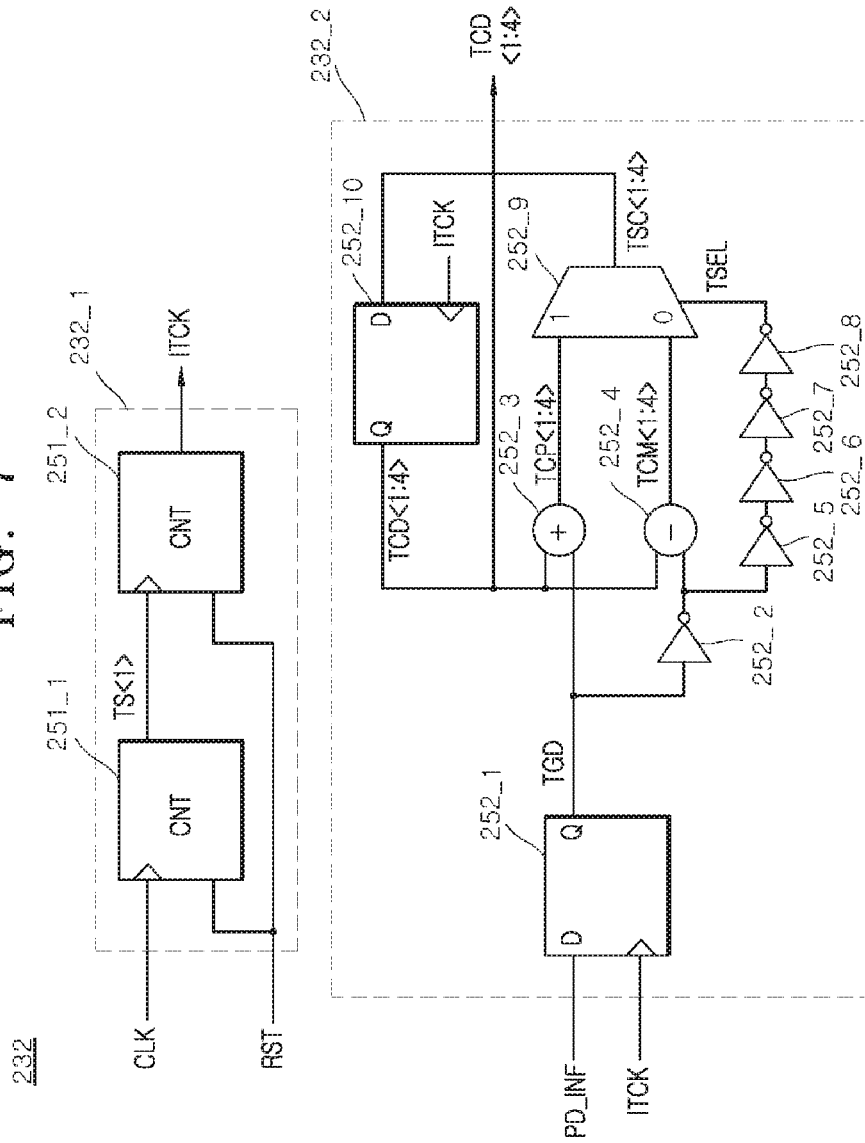 FIG. 7
232
232_1
251_1
251_2
CLK
CNT
TS<1>
CNT
ITCK
RST
232_2
252_10
Q
D
ITCK
TCD<1:4>
TCD
<1:4>
252_3
TCP<1:4>
252_9
1
0
TSC<1:4>
252_4
TCM<1:4>
+
-
TSEL
252_1
PD_INF
D
Q
TGD
ITCK
252_2
252_5
252_6
252_7
252_8